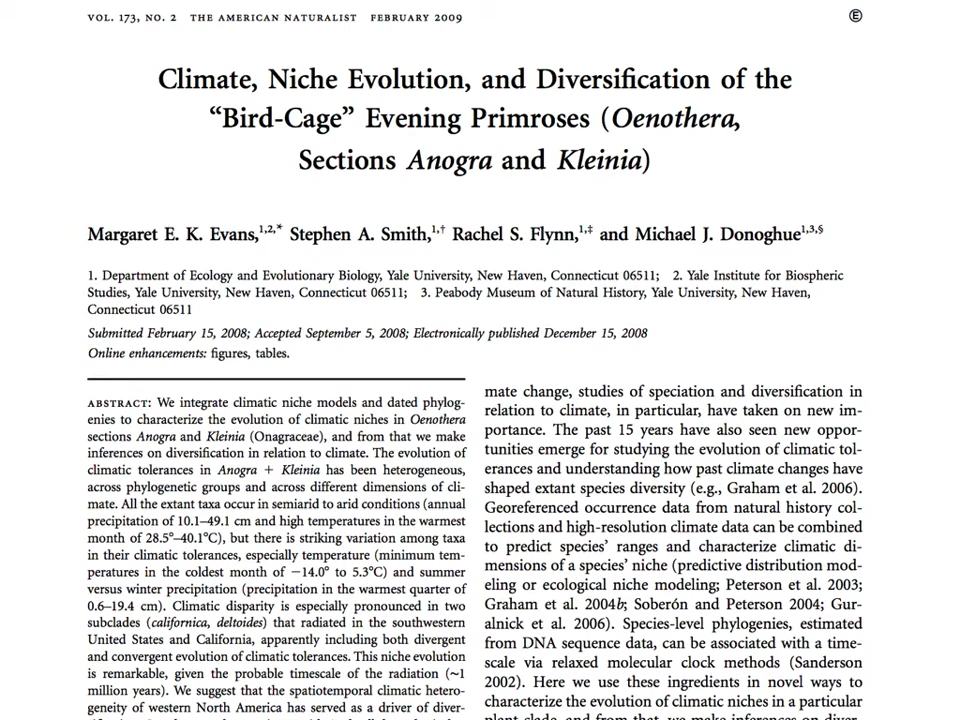 VOL. 173, NO. 2 THE AMERICAN NATURALIST FEBRUARY 2009
Ⓔ
Climate, Niche Evolution, and Diversification of the
“Bird-Cage” Evening Primroses (Oenothera,
Sections Anogra and Kleinia)
Margaret E. K. Evans,1,2,* Stephen A. Smith,1,† Rachel S. Flynn,1,‡ and Michael J. Donoghue1,3,§
1. Department of Ecology and Evolutionary Biology, Yale University, New Haven, Connecticut 06511; 2. Yale Institute for Biospheric
Studies, Yale University, New Haven, Connecticut 06511; 3. Peabody Museum of Natural History, Yale University, New Haven,
Connecticut 06511
Submitted February 15, 2008; Accepted September 5, 2008; Electronically published December 15, 2008
Online enhancements: figures, tables.
ABSTRACT: We integrate climatic niche models and dated phylog-
enies to characterize the evolution of climatic niches in Oenothera
sections Anogra and Kleinia (Onagraceae), and from that we make
inferences on diversification in relation to climate. The evolution of
climatic tolerances in Anogra + Kleinia has been heterogeneous,
across phylogenetic groups and across different dimensions of cli-
mate. All the extant taxa occur in semiarid to arid conditions (annual
precipitation of 10.1–49.1 cm and high temperatures in the warmest
month of 28.5°–40.1°C), but there is striking variation among taxa
in their climatic tolerances, especially temperature (minimum tem-
peratures in the coldest month of −14.0° to 5.3°C) and summer
versus winter precipitation (precipitation in the warmest quarter of
0.6–19.4 cm). Climatic disparity is especially pronounced in two
subclades (californica, deltoides) that radiated in the southwestern
United States and California, apparently including both divergent
and convergent evolution of climatic tolerances. This niche evolution
is remarkable, given the probable timescale of the radiation (~1
million years). We suggest that the spatiotemporal climatic hetero-
geneity of western North America has served as a driver of diver-
mate change, studies of speciation and diversification in
relation to climate, in particular, have taken on new im-
portance. The past 15 years have also seen new oppor-
tunities emerge for studying the evolution of climatic tol-
erances and understanding how past climate changes have
shaped extant species diversity (e.g., Graham et al. 2006).
Georeferenced occurrence data from natural history col-
lections and high-resolution climate data can be combined
to predict species’ ranges and characterize climatic di-
mensions of a species’ niche (predictive distribution mod-
eling or ecological niche modeling; Peterson et al. 2003;
Graham et al. 2004b; Soberón and Peterson 2004; Gur-
alnick et al. 2006). Species-level phylogenies, estimated
from DNA sequence data, can be associated with a time-
scale via relaxed molecular clock methods (Sanderson
2002). Here we use these ingredients in novel ways to
characterize the evolution of climatic niches in a particular
plant clade, and from that, we make inferences on diver-